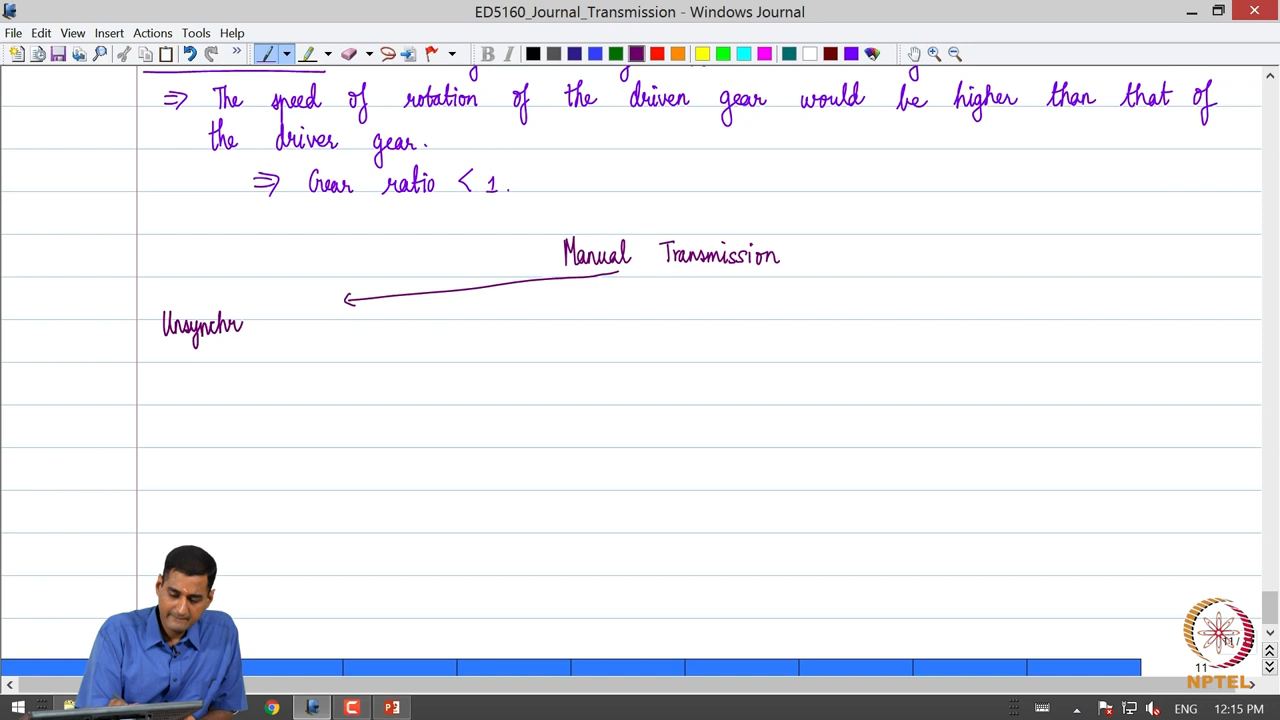 ED5160_Journal_Transmission - Windows Journal
File Edit View Insert Actions Tools Help
⇒ The speed of rotation of the driven gear would be higher than that of
the driver gear.
⇒ Gear ratio < 1.
Manual Transmission
Unsynchr
11/
11
NPTEL
ENG 12:15 PM